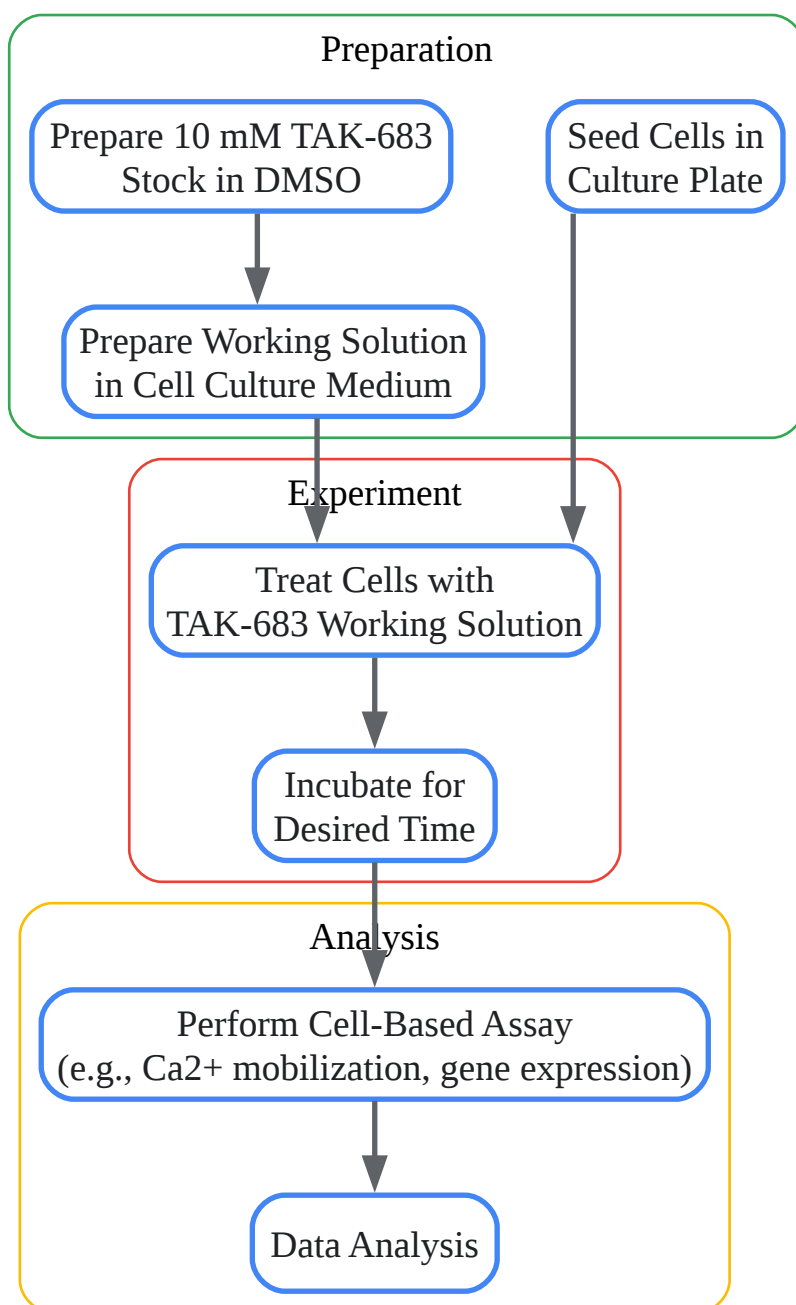 Preparation
Prepare 10 mM TAK-683
Stock in DMSO
Seed Cells in
Culture Plate
Prepare Working Solution
in Cell Culture Medium
Experiment
Treat Cells with
TAK-683 Working Solution
Incubate for
Desired Time
Analysis
Perform Cell-Based Assay
(e.g., Ca2+ mobilization, gene expression)
Data Analysis